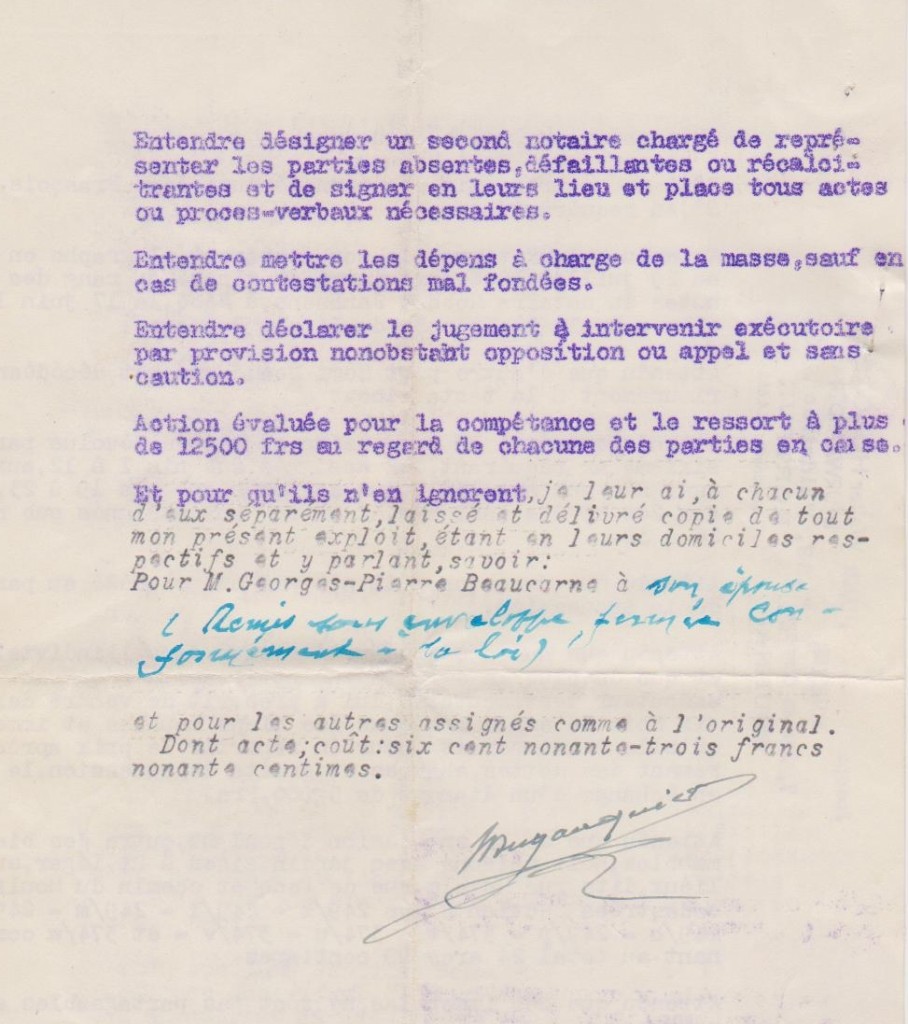 Entendre désigner un second notaire chargé de repré-
senter les parties absentes,défaillantes ou récalci-
trantes et de signer en leurs lieu et place tous actes
ou proces-verbaux nécessaires.
Entendre mettre les dépens à charge de la masse,sauf en
cas de contestations mal fondées.
Entendre déclarer le jugement à intervenir exécutoire
par provision nonobstant opposition ou appel et sans
caution.
Action évaluée pour la compétence et le ressort à plus
de 12500 frs au regard de chacune des parties en cause.
Et pour qu'ils n'en ignorent,je leur ai,à chacun
d'eux séparément,laissé et délivré copie de tout
mon présent exploit,étant en leurs domiciles res-
pectifs et y parlant,savoir:
Pour M.Georges-Pierre Beaucarne à son épouse
( Remis sous enveloppe fermée con-
formément à la loi)
et pour les autres assignés comme à l'original.
Dont acte;coût:six cent nonante-trois francs
nonante centimes.